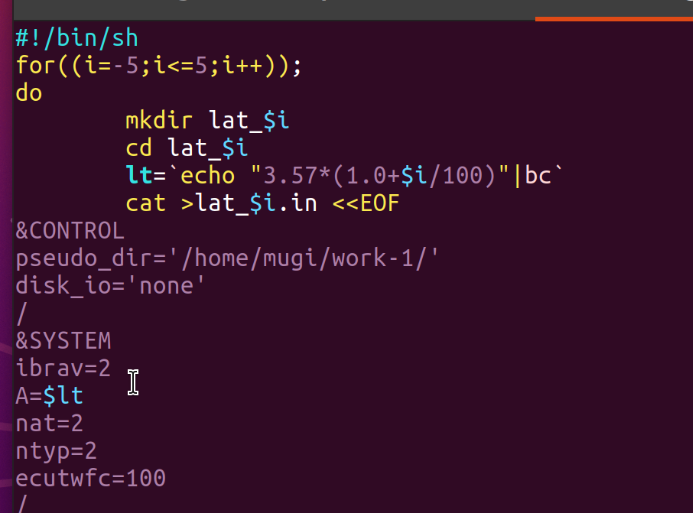 #!/bin/sh
for((i=-5;i<=5;i++));
do
        mkdir lat_$i
        cd lat_$i
        lt=`echo "3.57*(1.0+$i/100)"|bc`
        cat >lat_$i.in <<EOF
&CONTROL
pseudo_dir='/home/mugi/work-1/'
disk_io='none'
/
&SYSTEM
ibrav=2
A=$lt
nat=2
ntyp=2
ecutwfc=100
/